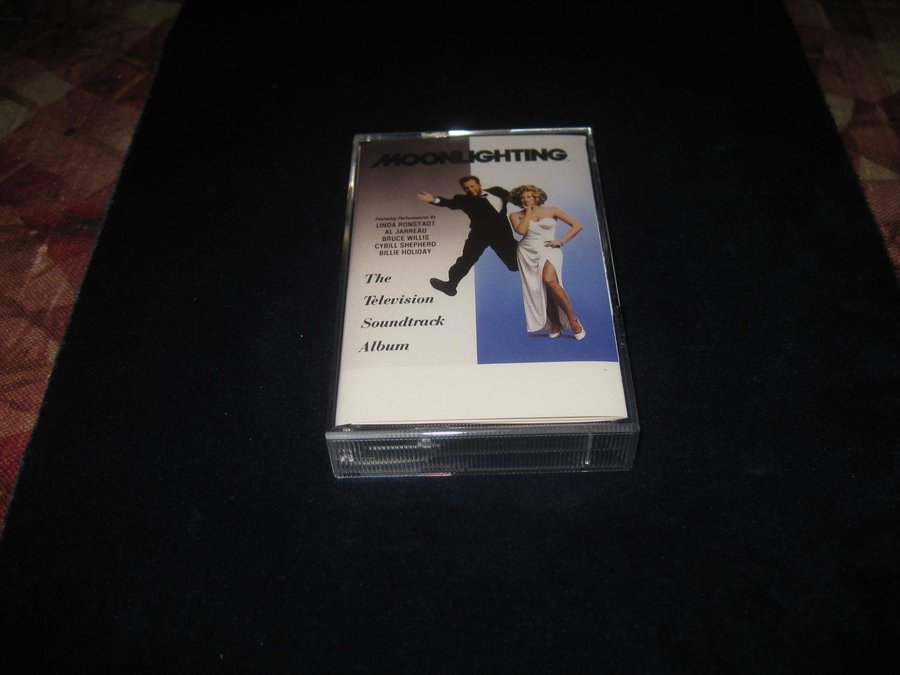 MOONLIGHTING
Featuring Performances By
LINDA RONSTADT
AL JARREAU
BRUCE WILLIS
CYBILL SHEPHERD
BILLIE HOLIDAY
The
Television
Soundtrack
Album